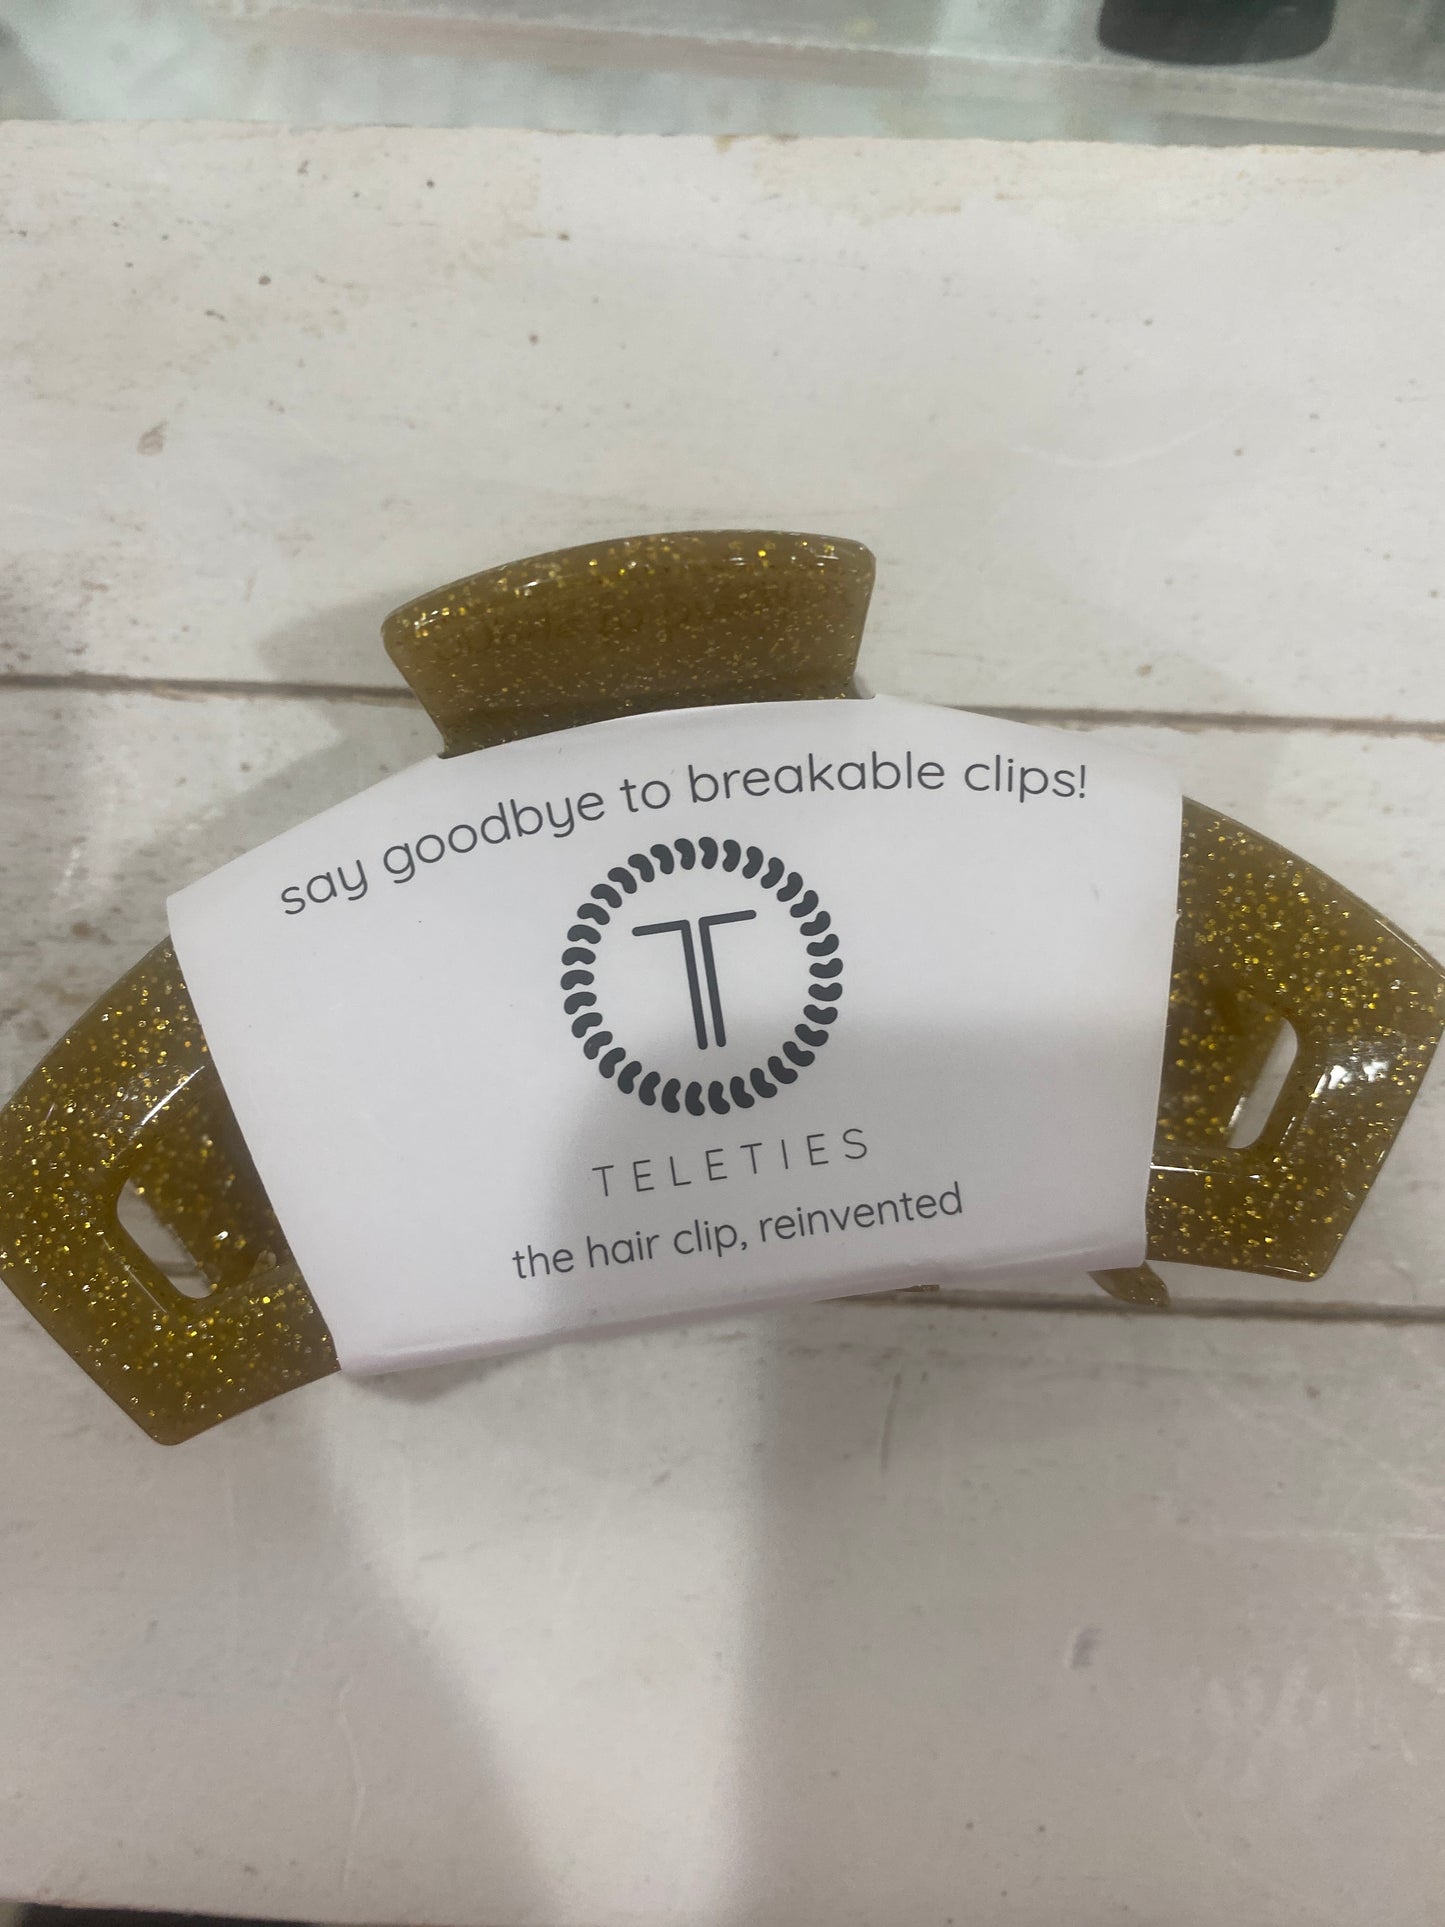 say goodbye to breakable clips!
T
TELETIES
the hair clip, reinvented